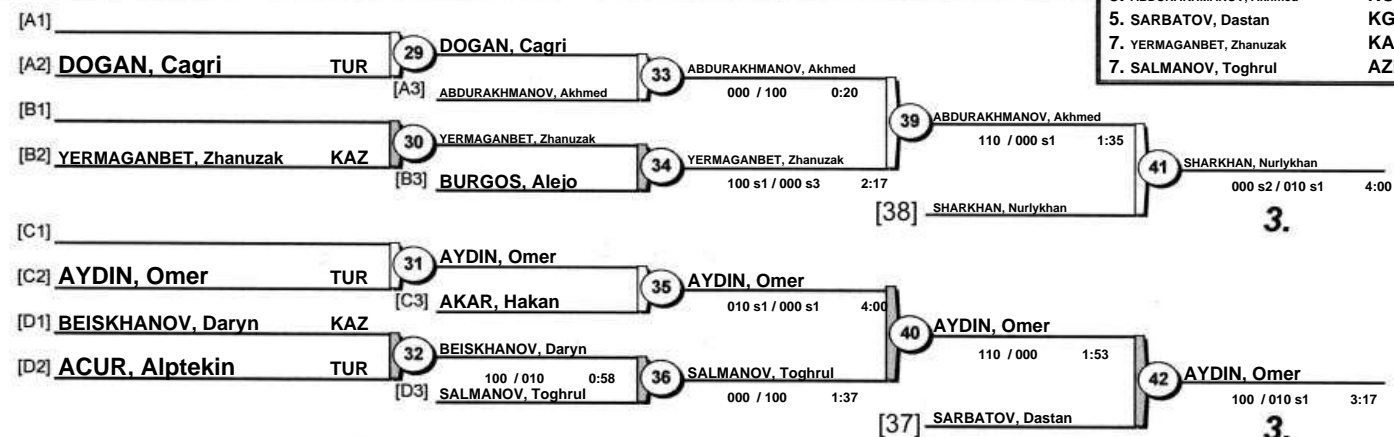 5. SARBATOV, Dastan KG
7. YERMAGANBET, Zhanuzak KA
7. SALMANOV, Toghrul AZ
[A1]
[A2] DOGAN, Cagri TUR
29 DOGAN, Cagri
[A3] ABDURAKHMANOV, Akhmed
33 ABDURAKHMANOV, Akhmed
000 / 100 0:20
[B1]
[B2] YERMAGANBET, Zhanuzak KAZ
30 YERMAGANBET, Zhanuzak
[B3] BURGOS, Alejo
34 YERMAGANBET, Zhanuzak
100 s1 / 000 s3 2:17
39 ABDURAKHMANOV, Akhmed
110 / 000 s1 1:35
[38] SHARKHAN, Nurlykhan
41 SHARKHAN, Nurlykhan
000 s2 / 010 s1 4:00
3.
[C1]
[C2] AYDIN, Omer TUR
31 AYDIN, Omer
[C3] AKAR, Hakan
35 AYDIN, Omer
010 s1 / 000 s1 4:00
[D1] BEISKHANOV, Daryn KAZ
[D2] ACUR, Alptekin TUR
32 BEISKHANOV, Daryn
100 / 010 0:58
[D3] SALMANOV, Toghrul
36 SALMANOV, Toghrul
000 / 100 1:37
40 AYDIN, Omer
110 / 000 1:53
[37] SARBATOV, Dastan
42 AYDIN, Omer
100 / 010 s1 3:17
3.